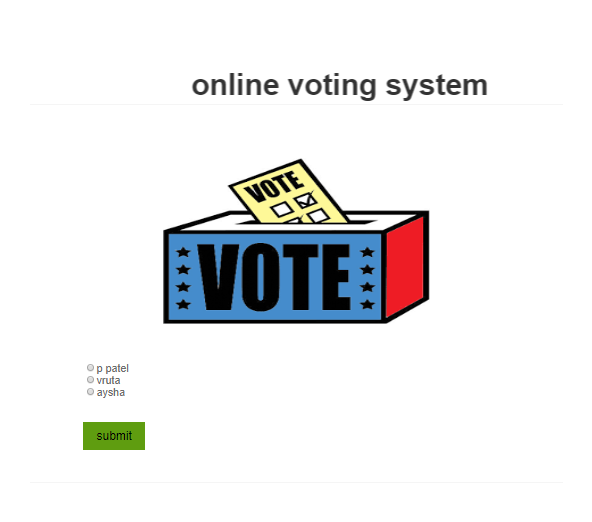 online voting system
VOTE
VOTE
p patel
vruta
aysha
submit